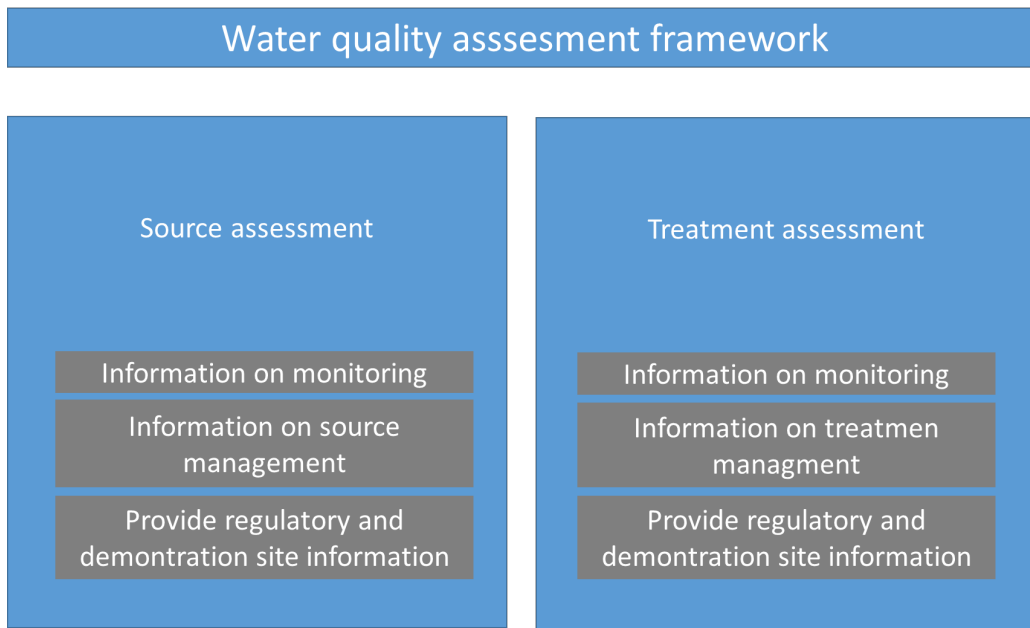 Water quality asssesment framework
Source assessment
Information on monitoring
Information on source
management
Provide regulatory and
demontration site information
Treatment assessment
Information on monitoring
Information on treatmen
managment
Provide regulatory and
demontration site information